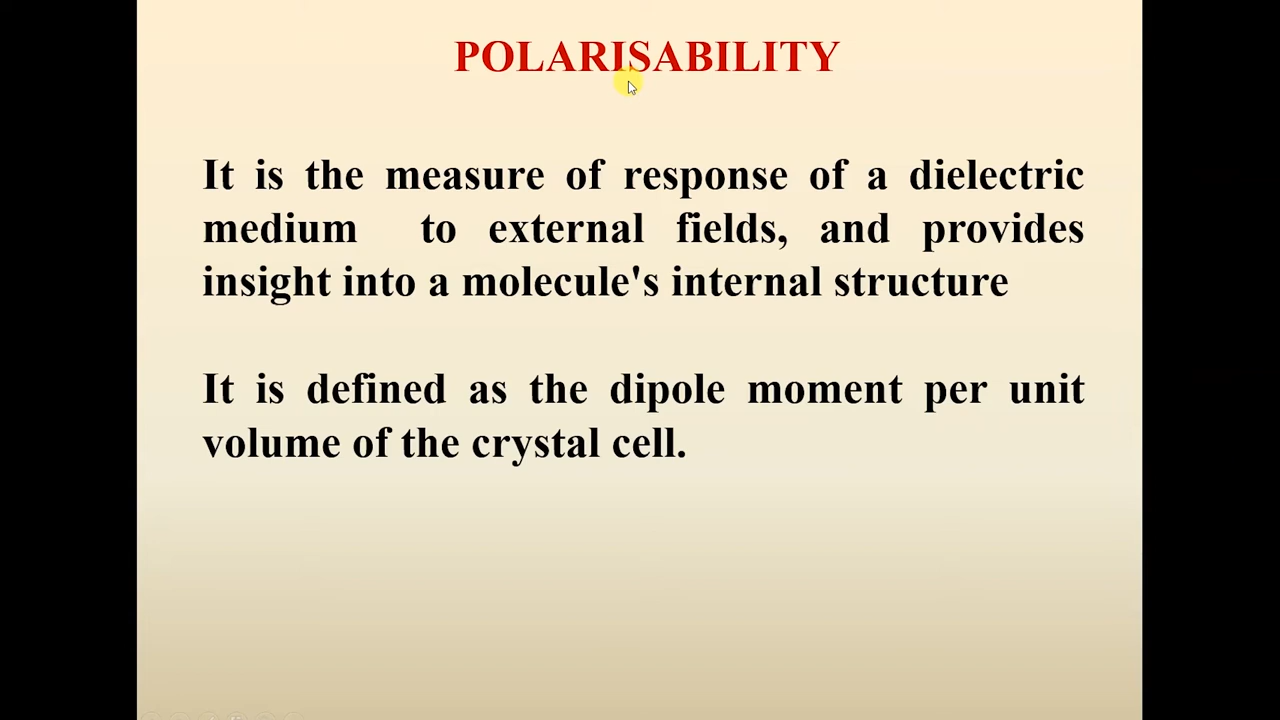 POLARISABILITY
It is the measure of response of a dielectric
medium to external fields, and provides
insight into a molecule's internal structure
It is defined as the dipole moment per unit
volume of the crystal cell.